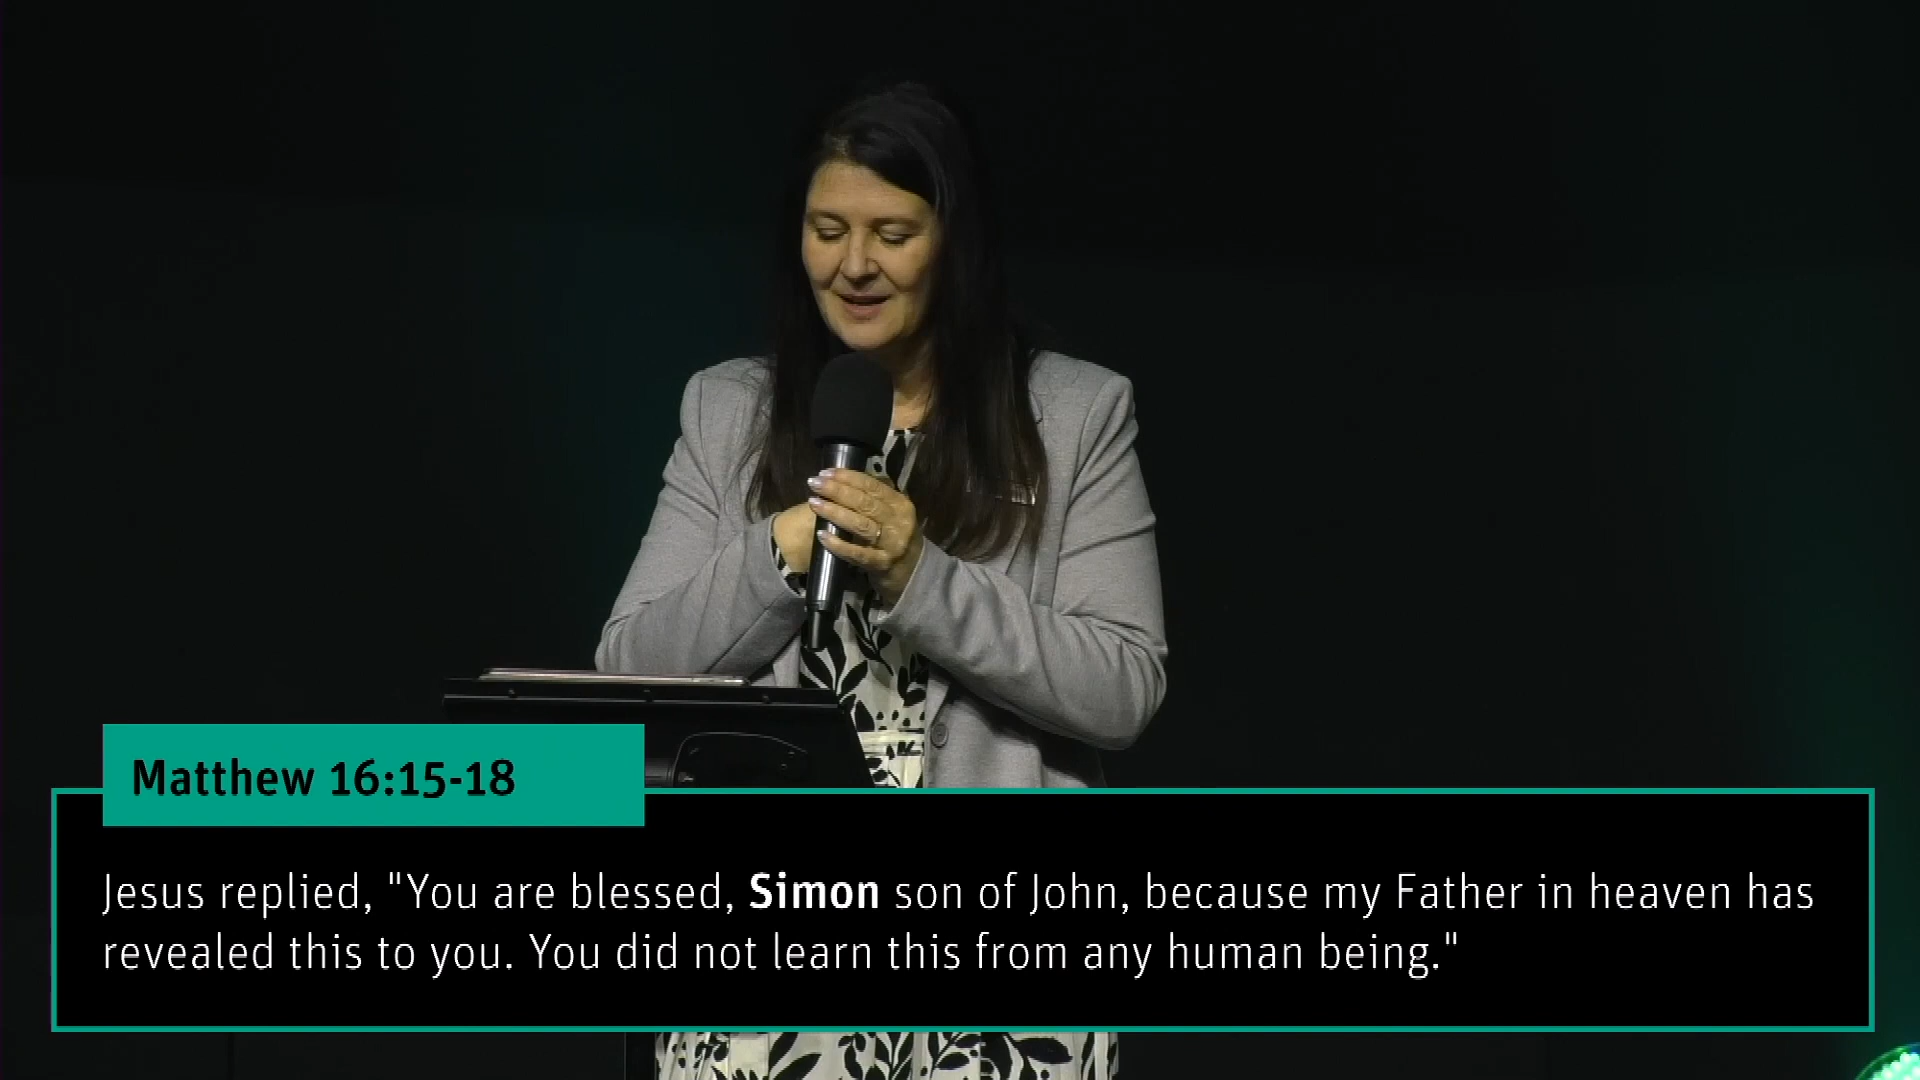 Matthew 16:15-18
Jesus replied, "You are blessed, Simon son of John, because my Father in heaven has
revealed this to you. You did not learn this from any human being."